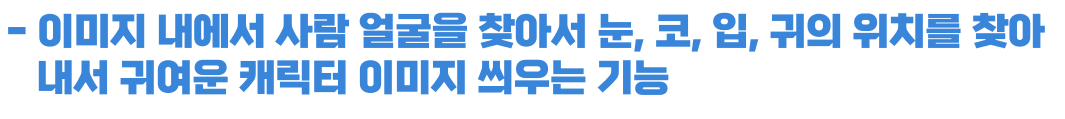 - 이미지 내에서 사람 얼굴을 찾아서 눈, 코, 입, 귀의 위치를 찾아
내서 귀여운 캐릭터 이미지 씌우는 기능